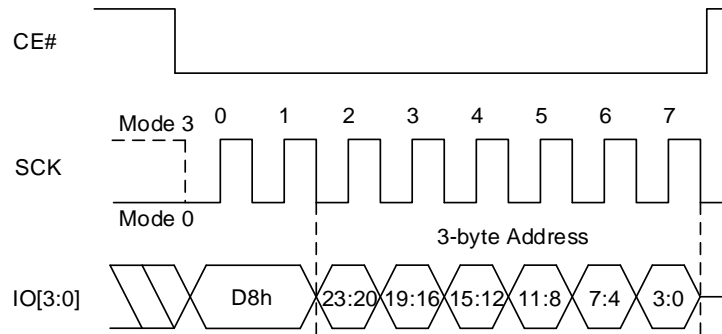 CE#
0 1 2 3 4 5 6 7
Mode 3
SCK
Mode 0
3-byte Address
IO[3:0] D8h 23:20 19:16 15:12 11:8 7:4 3:0